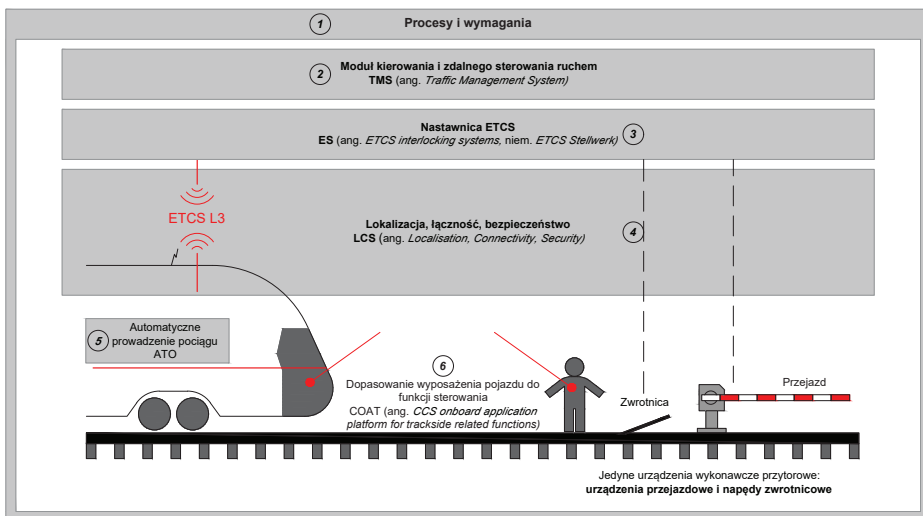 1 Procesy i wymagania
2 Moduł kierowania i zdalnego sterowania ruchem
TMS (ang. Traffic Management System)
Nastawnica ETCS
ES (ang. ETCS interlocking systems, niem. ETCS Stellwerk) 3
ETCS L3
Lokalizacja, łączność, bezpieczeństwo
LCS (ang. Localisation, Connectivity, Security) 4
5 Automatyczne
prowadzenie pociągu
ATO
6
Dopasowanie wyposażenia pojazdu do
funkcji sterowania
COAT (ang. CCS onboard application
platform for trackside related functions)
Zwrotnica
Przejazd
Jedyne urządzenia wykonawcze przytorowe:
urządzenia przejazdowe i napędy zwrotnicowe